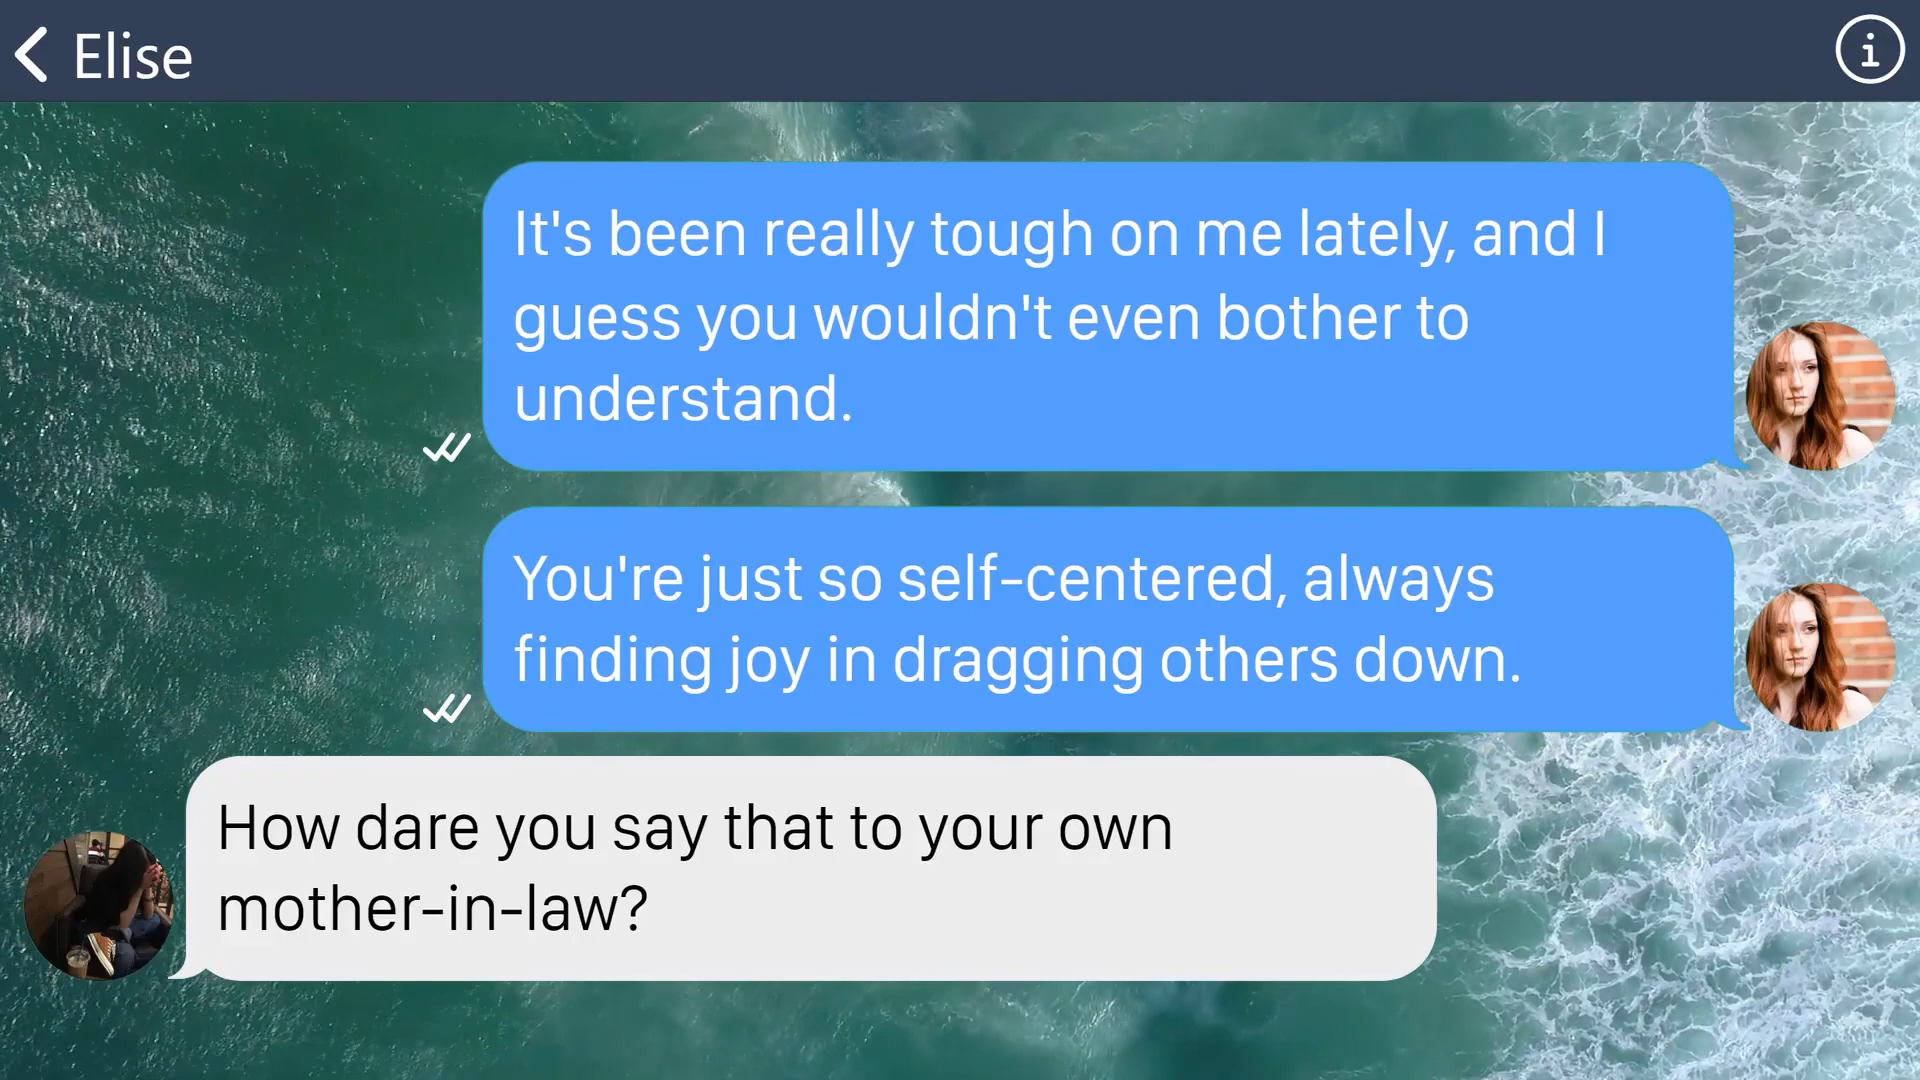 Elise
It's been really tough on me lately, and I
guess you wouldn't even bother to
understand.
You're just so self-centered, always
finding joy in dragging others down.
How dare you say that to your own
mother-in-law?